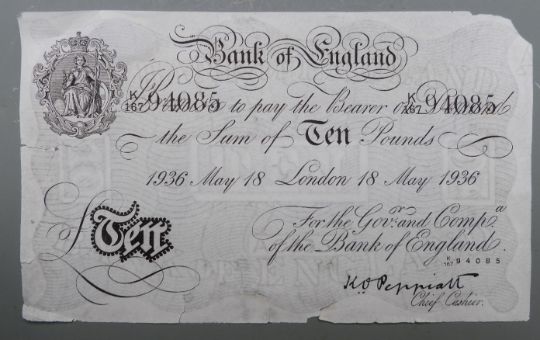 Bank of England
K/167 94085 Promise to pay the Bearer on Demand K/167 94085
the Sum of Ten Pounds
1936 May 18 London 18 May 1936
For the Gov.r and Comp.a
of the Bank of England.
K/167 94085
£ Ten
K O Peppiatt
Chief Cashier.